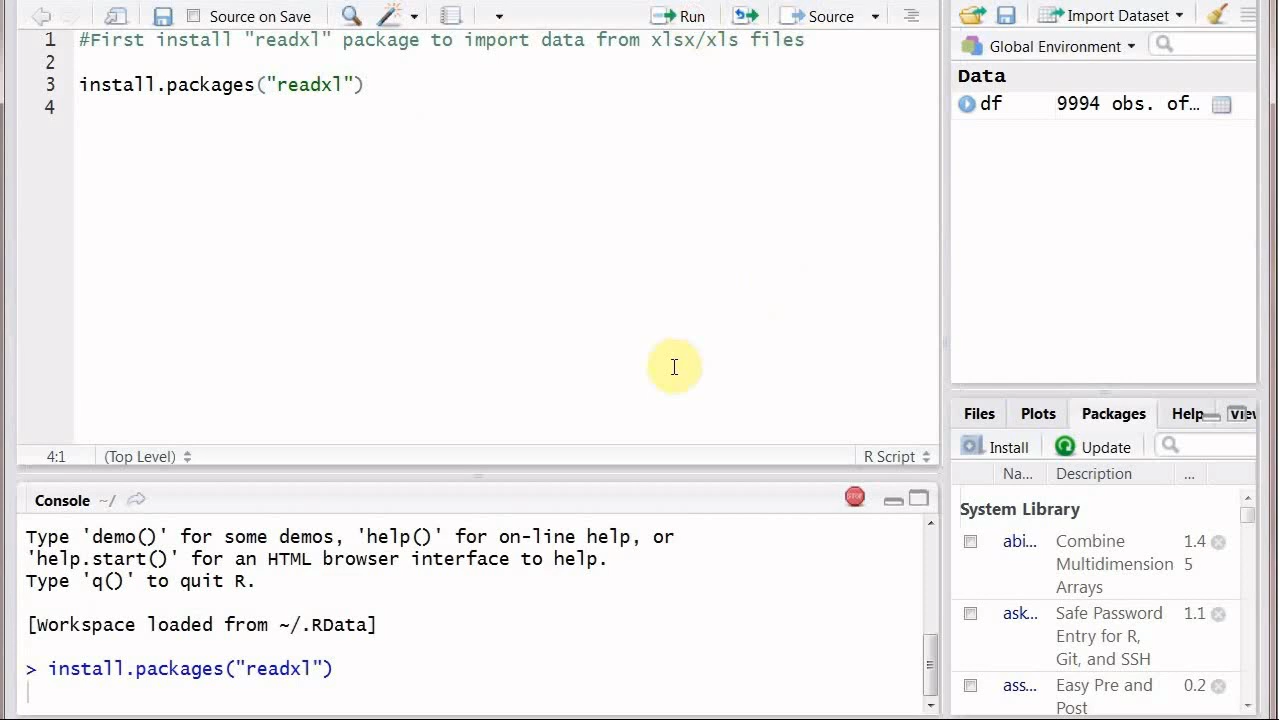 Source on Save
Run
Source
1 #First install "readxl" package to import data from xlsx/xls files
2
3 install.packages("readxl")
4
4:1 (Top Level) R Script
Console ~/
STOP
Type 'demo()' for some demos, 'help()' for on-line help, or
'help.start()' for an HTML browser interface to help.
Type 'q()' to quit R.
[Workspace loaded from ~/.RData]
> install.packages("readxl")
Import Dataset
Global Environment
Data
df 9994 obs. of…
Files Plots Packages Help View
Install Update
Na… Description …
System Library
abi… Combine 1.4
Multidimension 5
Arrays
ask… Safe Password 1.1
Entry for R,
Git, and SSH
ass… Easy Pre and 0.2
Post